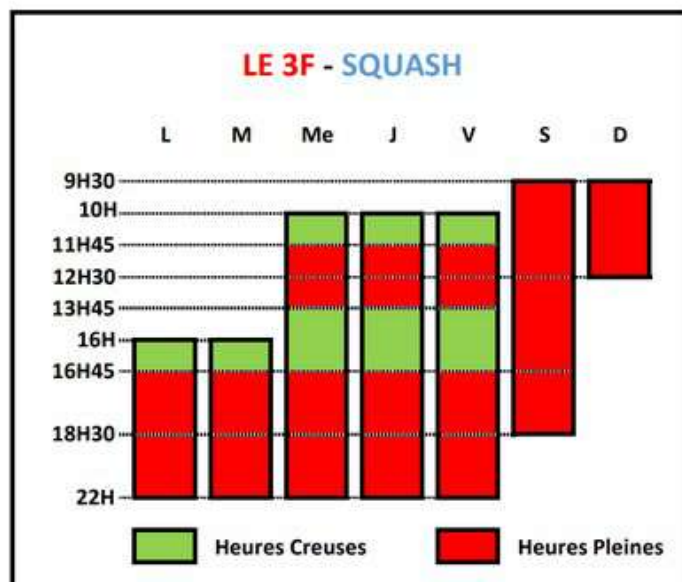 LE 3F - SQUASH
L M Me J V S D
9H30
10H
11H45
12H30
13H45
16H
16H45
18H30
22H
Heures Creuses Heures Pleines